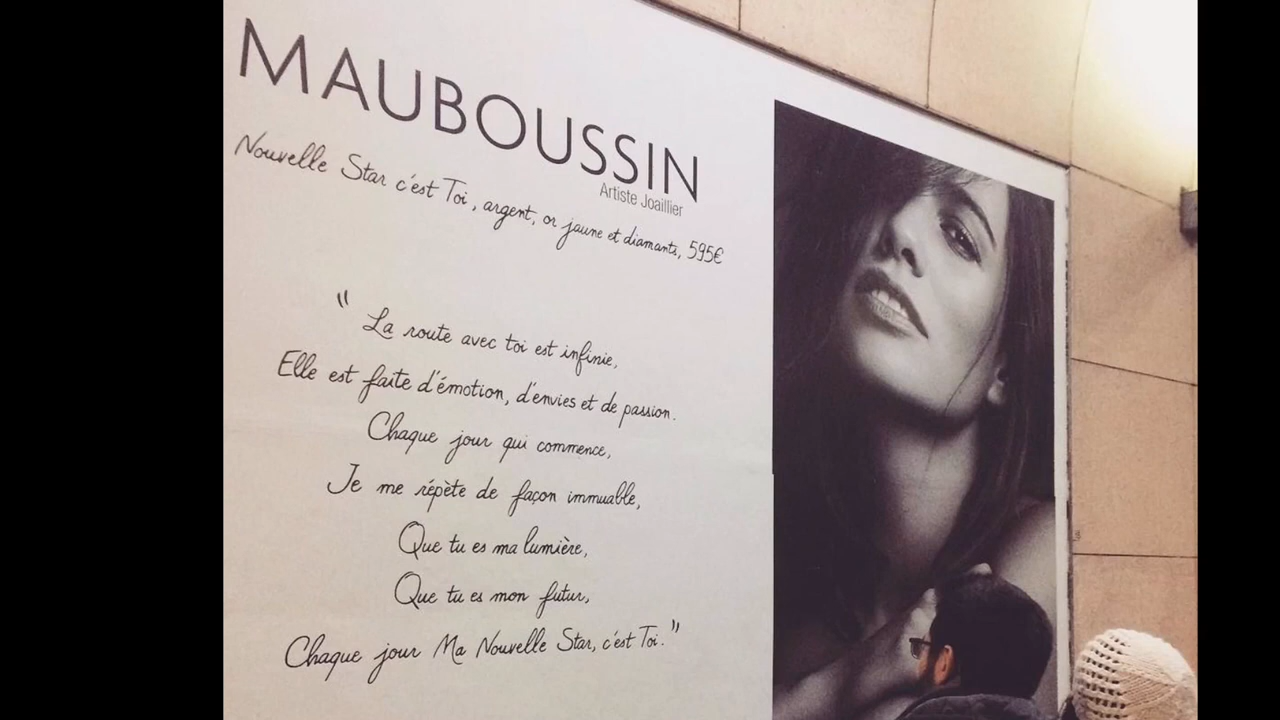 MAUBOUSSIN
Artiste Joaillier
Nouvelle Star c'est Toi, argent, or jaune et diamants, 595€
" La route avec toi est infinie,
Elle est faite d'émotion, d'envies et de passion.
Chaque jour qui commence,
Je me répète de façon immuable,
Que tu es ma lumière,
Que tu es mon futur,
Chaque jour Ma Nouvelle Star, c'est Toi."